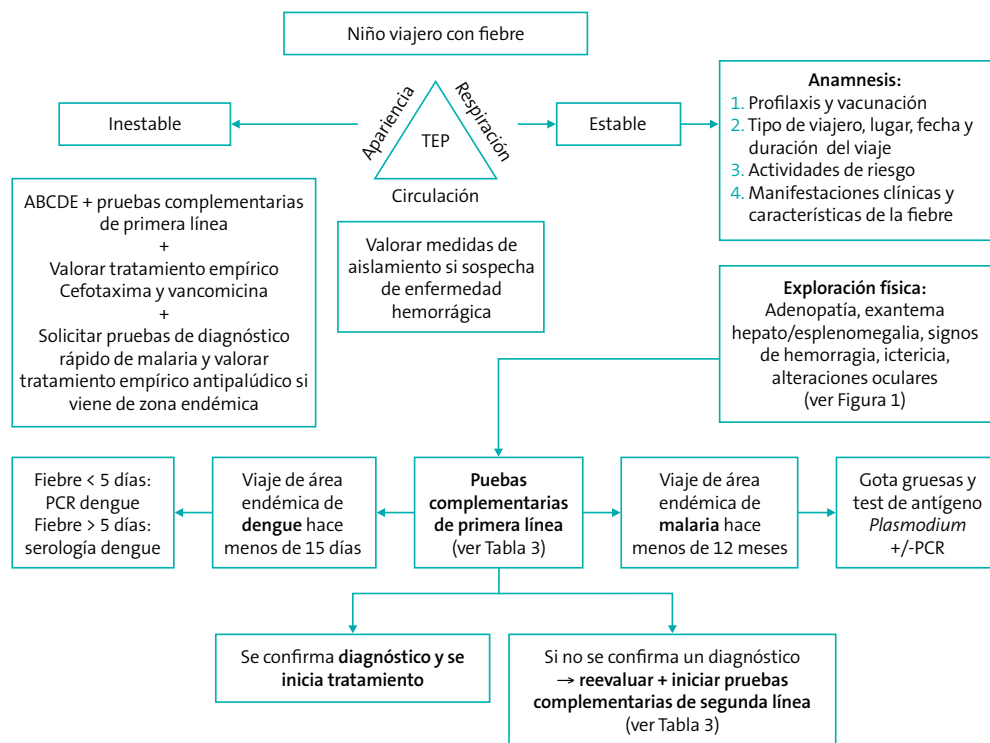 Niño viajero con fiebre
Inestable
Apariencia
Respiración
TEP
Circulación
Estable
Anamnesis:
1. Profilaxis y vacunación
2. Tipo de viajero, lugar, fecha y
duración del viaje
3. Actividades de riesgo
4. Manifestaciones clínicas y
características de la fiebre
ABCDE + pruebas complementarias
de primera línea
+
Valorar tratamiento empírico
Cefotaxima y vancomicina
+
Solicitar pruebas de diagnóstico
rápido de malaria y valorar
tratamiento empírico antipalúdico si
viene de zona endémica
Valorar medidas de
aislamiento si sospecha
de enfermedad
hemorrágica
Exploración física:
Adenopatía, exantema
hepato/esplenomegalia, signos
de hemorragia, ictericia,
alteraciones oculares
(ver Figura 1)
Fiebre < 5 días:
PCR dengue
Fiebre > 5 días:
serología dengue
Viaje de área
endémica de
dengue hace
menos de 15 días
Puebas
complementarias
de primera línea
(ver Tabla 3)
Viaje de área
endémica de
malaria hace
menos de 12 meses
Gota gruesas y
test de antígeno
Plasmodium
+/-PCR
Se confirma diagnóstico y se
inicia tratamiento
Si no se confirma un diagnóstico
→ reevaluar + iniciar pruebas
complementarias de segunda línea
(ver Tabla 3)